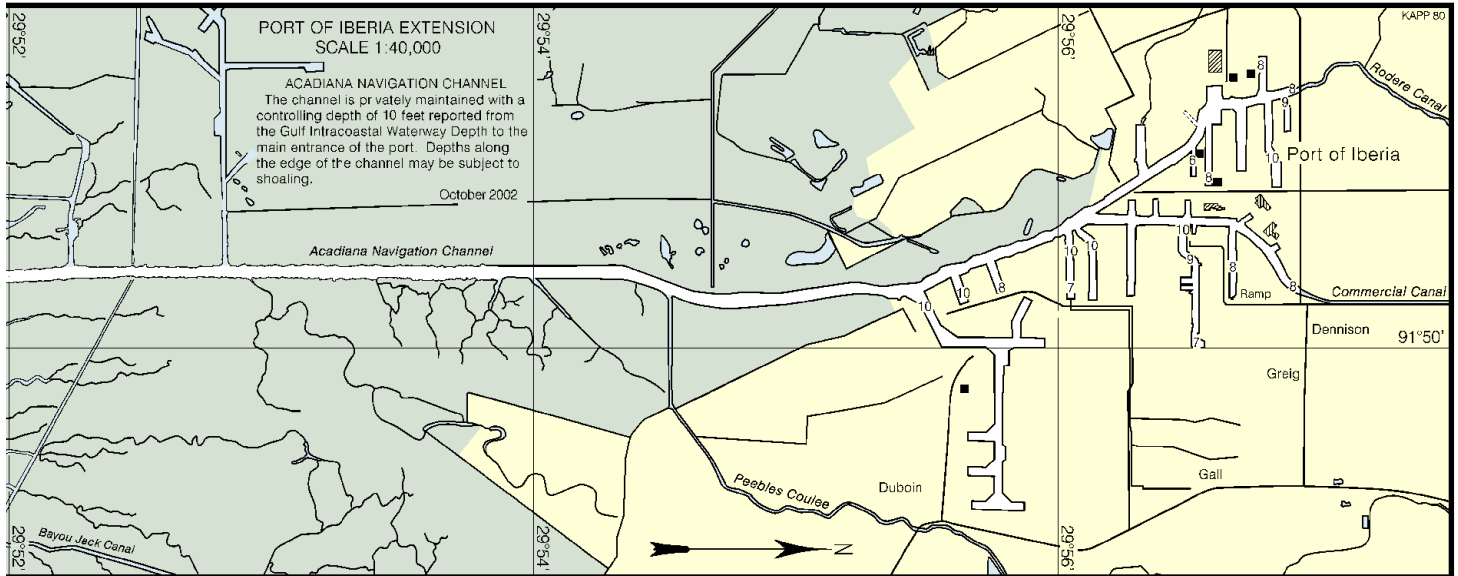 PORT OF IBERIA EXTENSION
SCALE 1:40,000
ACADIANA NAVIGATION CHANNEL
The channel is privately maintained with a
controlling depth of 10 feet reported from
the Gulf Intracoastal Waterway Depth to the
main entrance of the port. Depths along
the edge of the channel may be subject to
shoaling.
October 2002
KAPP 80
29°52'
29°54'
29°56'
Rodere Canal
8
8
9
6
8
10
Port of Iberia
Acadiana Navigation Channel
10
10
8
10
10
7
10
9
7
8
8
Ramp
Commercial Canal
Dennison
91°50'
Greig
Gall
Duboin
Peebles Coulee
Bayou Jack Canal
N
29°52'
29°54'
29°56'